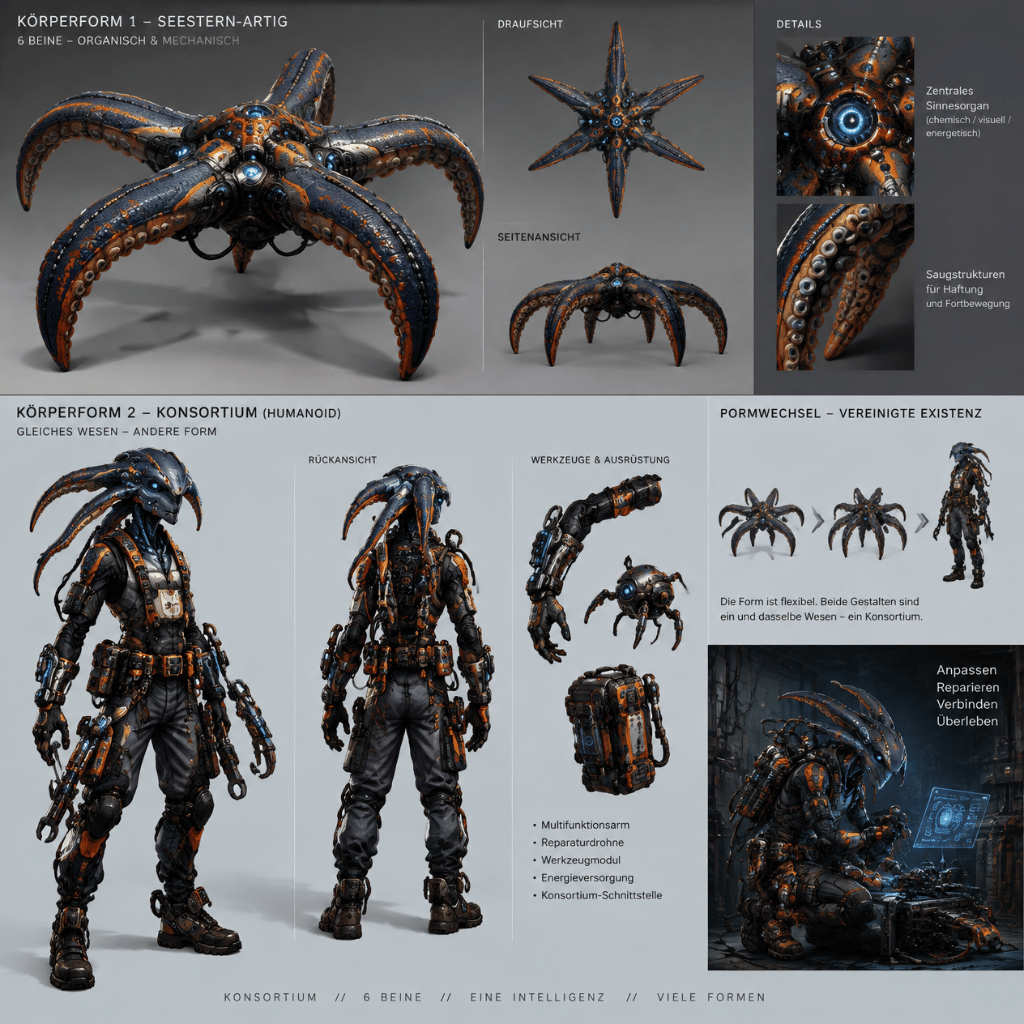 KÖRPERFORM 1 – SEESTERN-ARTIG
6 BEINE – ORGANISCH & MECHANISCH
DRAUFSICHT
SEITENANSICHT
DETAILS
Zentrales
Sinnesorgan
(chemisch / visuell /
energetisch)
Saugstrukturen
für Haftung
und Fortbewegung
KÖRPERFORM 2 – KONSORTIUM (HUMANOID)
GLEICHES WESEN – ANDERE FORM
RÜCKANSICHT
WERKZEUGE & AUSRÜSTUNG
• Multifunktionsarm
• Reparaturdrohne
• Werkzeugmodul
• Energieversorgung
• Konsortium-Schnittstelle
PORMWECHSEL – VEREINIGTE EXISTENZ
Die Form ist flexibel. Beide Gestalten sind
ein und dasselbe Wesen – ein Konsortium.
Anpassen
Reparieren
Verbinden
Überleben
KONSORTIUM // 6 BEINE // EINE INTELLIGENZ // VIELE FORMEN